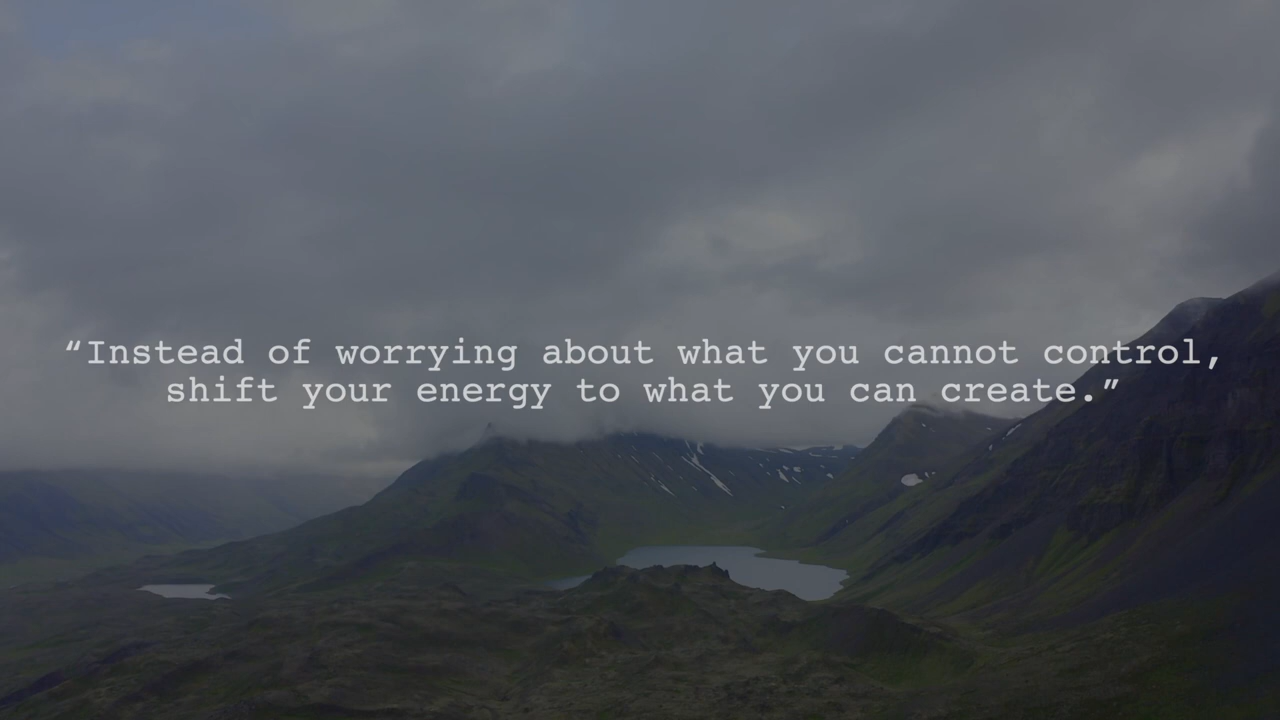 “Instead of worrying about what you cannot control,
shift your energy to what you can create.”